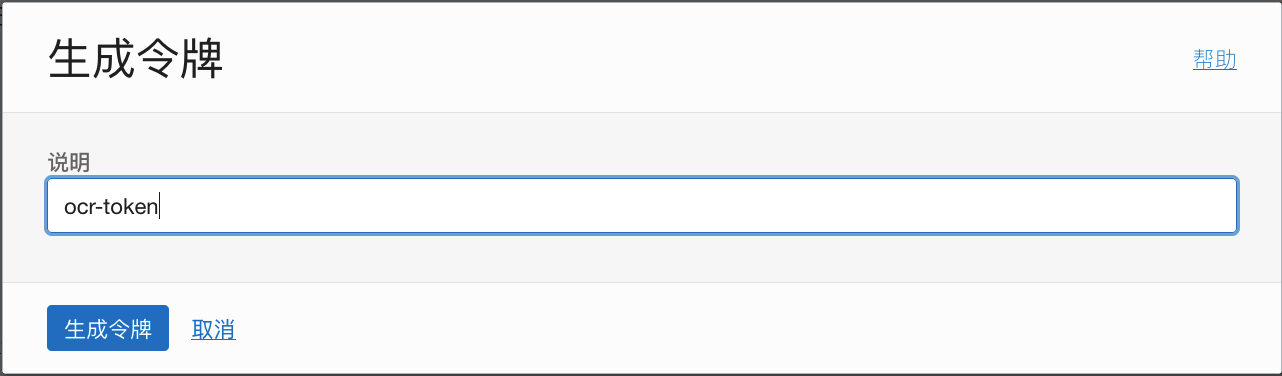 生成令牌
帮助
说明
ocr-token
生成令牌 取消